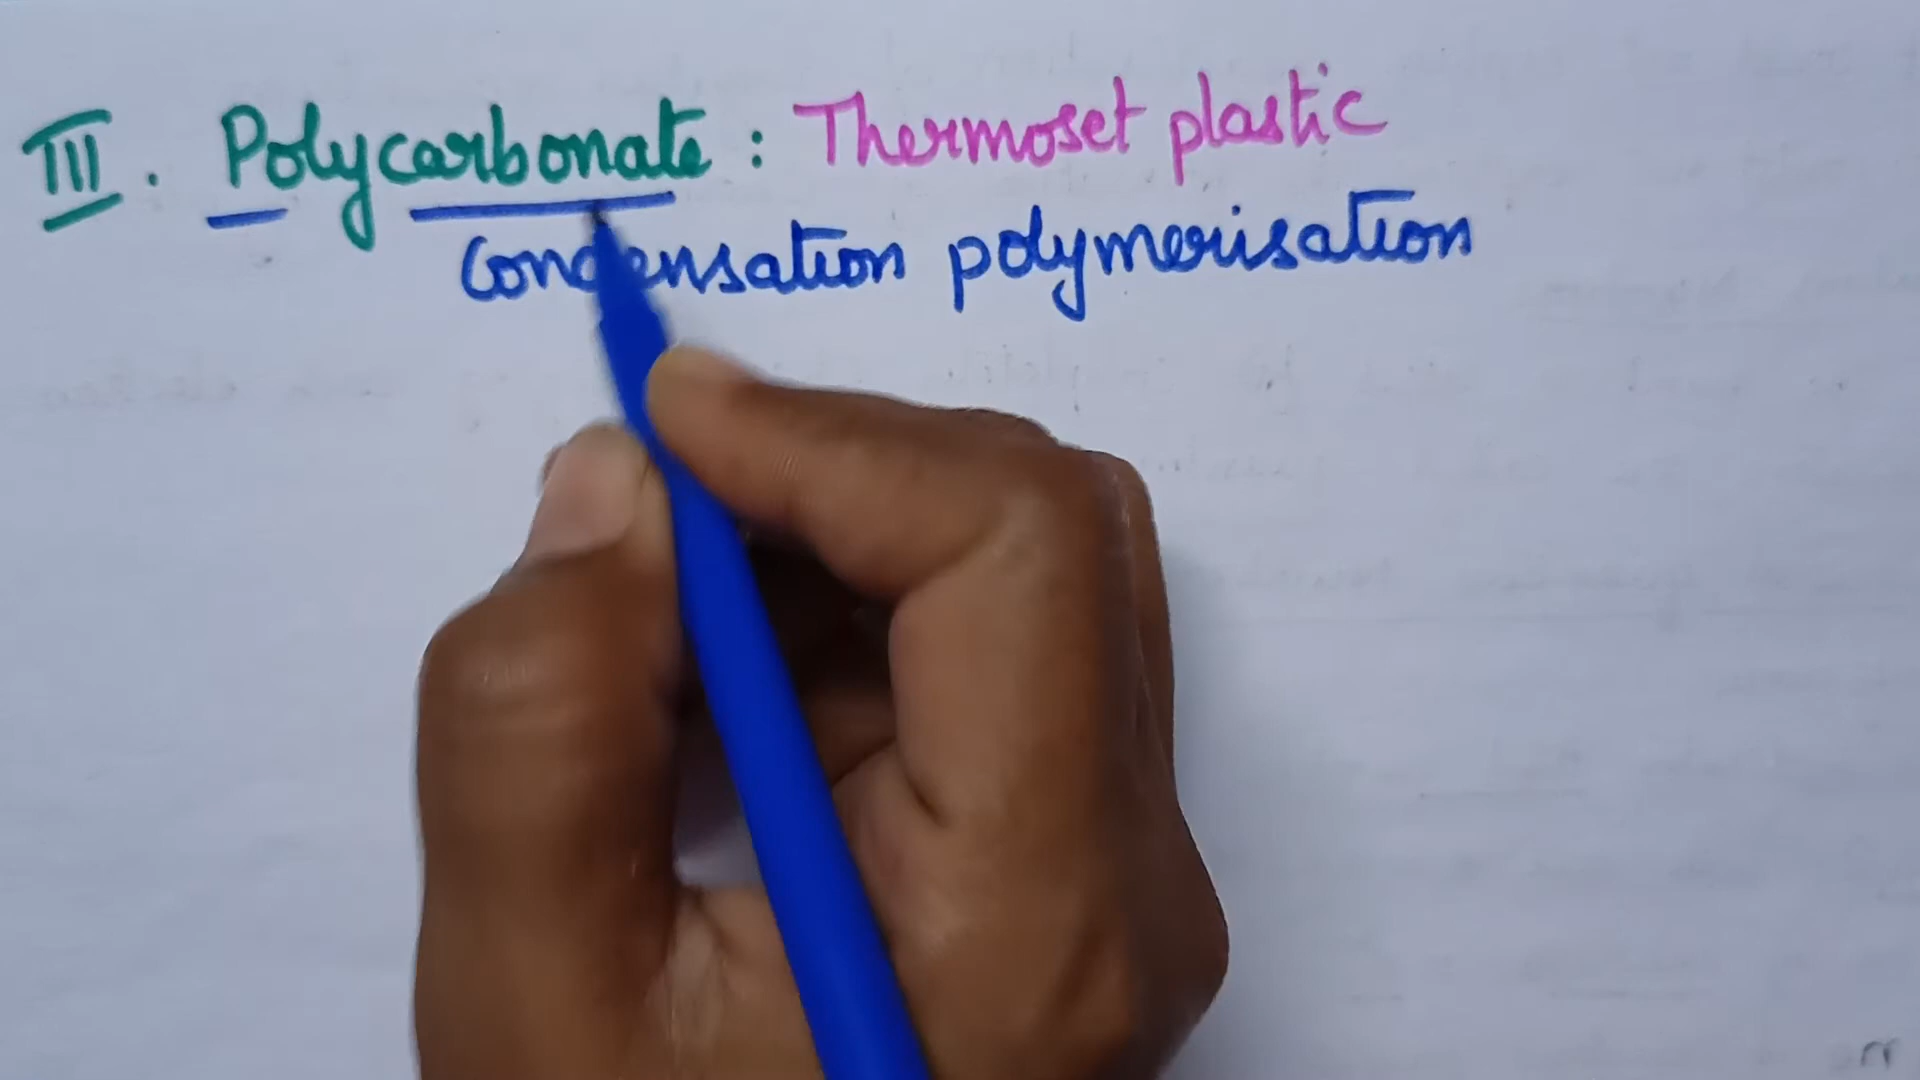 III. Polycarbonate : Thermoset plastic
Condensation polymerisation